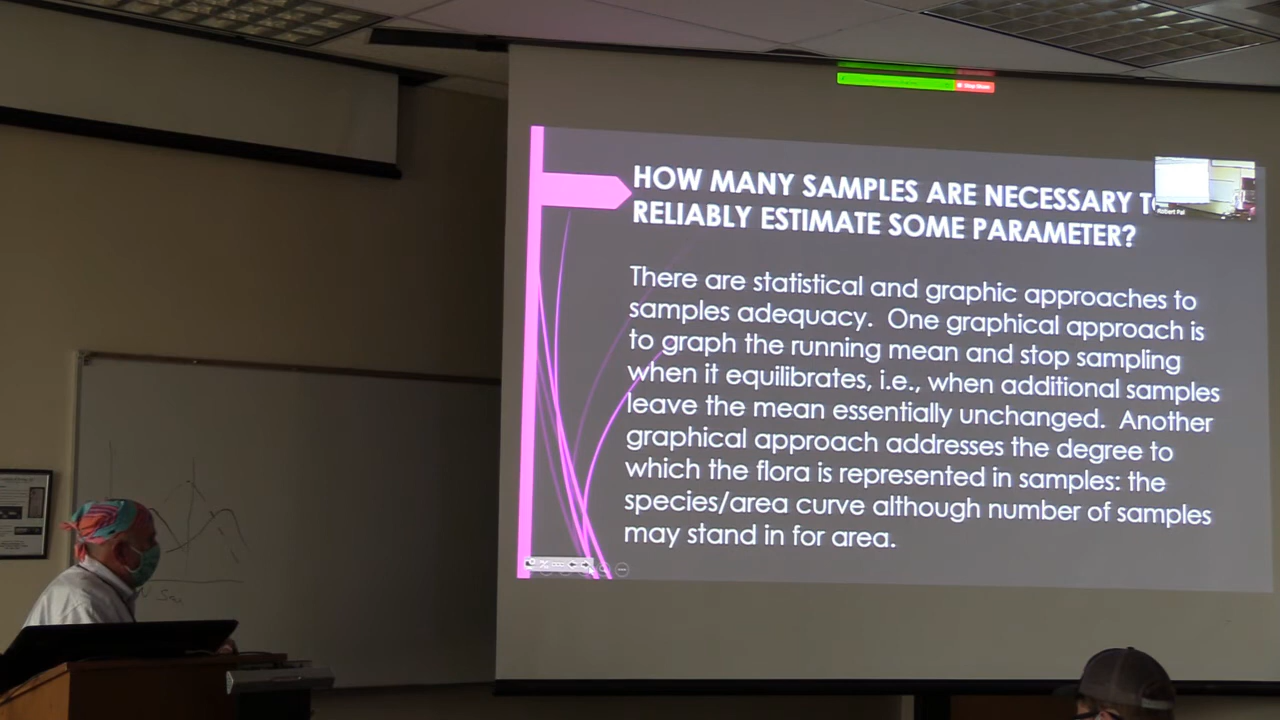 HOW MANY SAMPLES ARE NECESSARY
RELIABLY ESTIMATE SOME PARAMETER?
Robert Pal
There are statistical and graphic approaches to
samples adequacy. One graphical approach is
to graph the running mean and stop sampling
when it equilibrates, i.e., when additional samples
leave the mean essentially unchanged. Another
graphical approach addresses the degree to
which the flora is represented in samples: the
species/area curve although number of samples
may stand in for area.